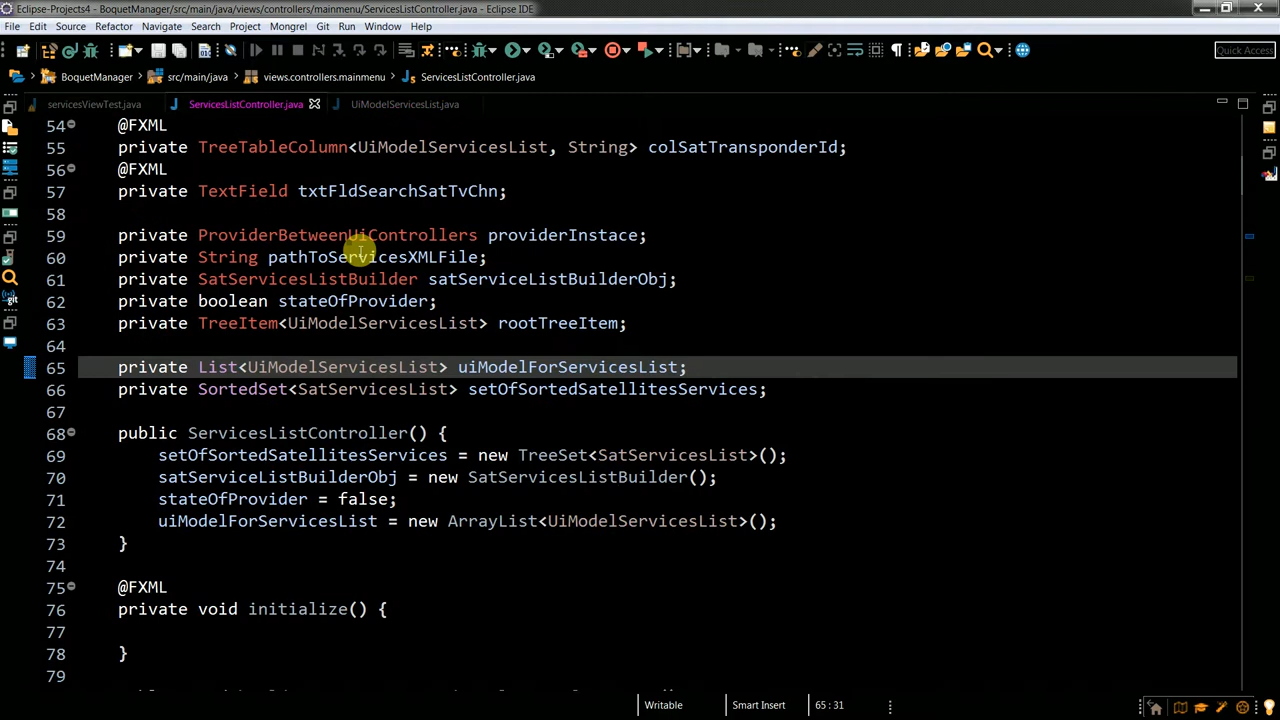 Eclipse-Projects4 - BoquetManager/src/main/java/views/controllers/mainmenu/ServicesListController.java - Eclipse IDE
File Edit Source Refactor Navigate Search Project Mongrel Git Run Window Help
Quick Access
BoquetManager src/main/java views.controllers.mainmenu ServicesListController.java
servicesViewTest.java ServicesListController.java UiModelServicesList.java
54 @FXML
55 private TreeTableColumn<UiModelServicesList, String> colSatTransponderId;
56 @FXML
57 private TextField txtFldSearchSatTvChn;
58
59 private ProviderBetweenUiControllers providerInstace;
60 private String pathToServicesXMLFile;
61 private SatServicesListBuilder satServiceListBuilderObj;
62 private boolean stateOfProvider;
63 private TreeItem<UiModelServicesList> rootTreeItem;
64
65 private List<UiModelServicesList> uiModelForServicesList;
66 private SortedSet<SatServicesList> setOfSortedSatellitesServices;
67
68 public ServicesListController() {
69 setOfSortedSatellitesServices = new TreeSet<SatServicesList>();
70 satServiceListBuilderObj = new SatServicesListBuilder();
71 stateOfProvider = false;
72 uiModelForServicesList = new ArrayList<UiModelServicesList>();
73 }
74
75 @FXML
76 private void initialize() {
77
78 }
79
Writable Smart Insert 65 : 31